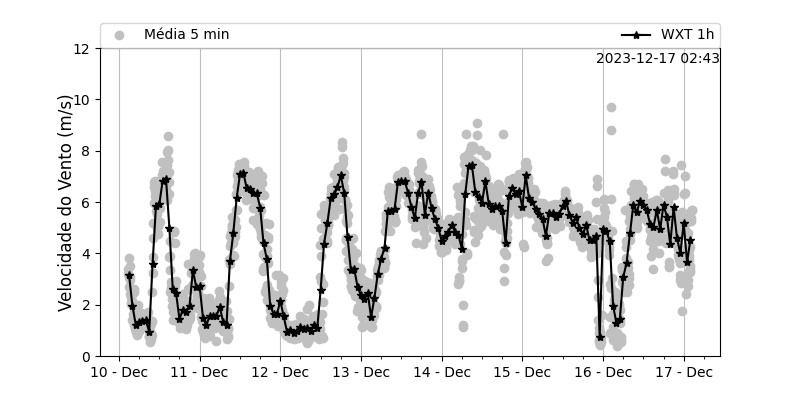 Média 5 min
WXT 1h
2023-12-17 02:43
Velocidade do Vento (m/s)
12
10
8
6
4
2
0
10 - Dec
11 - Dec
12 - Dec
13 - Dec
14 - Dec
15 - Dec
16 - Dec
17 - Dec